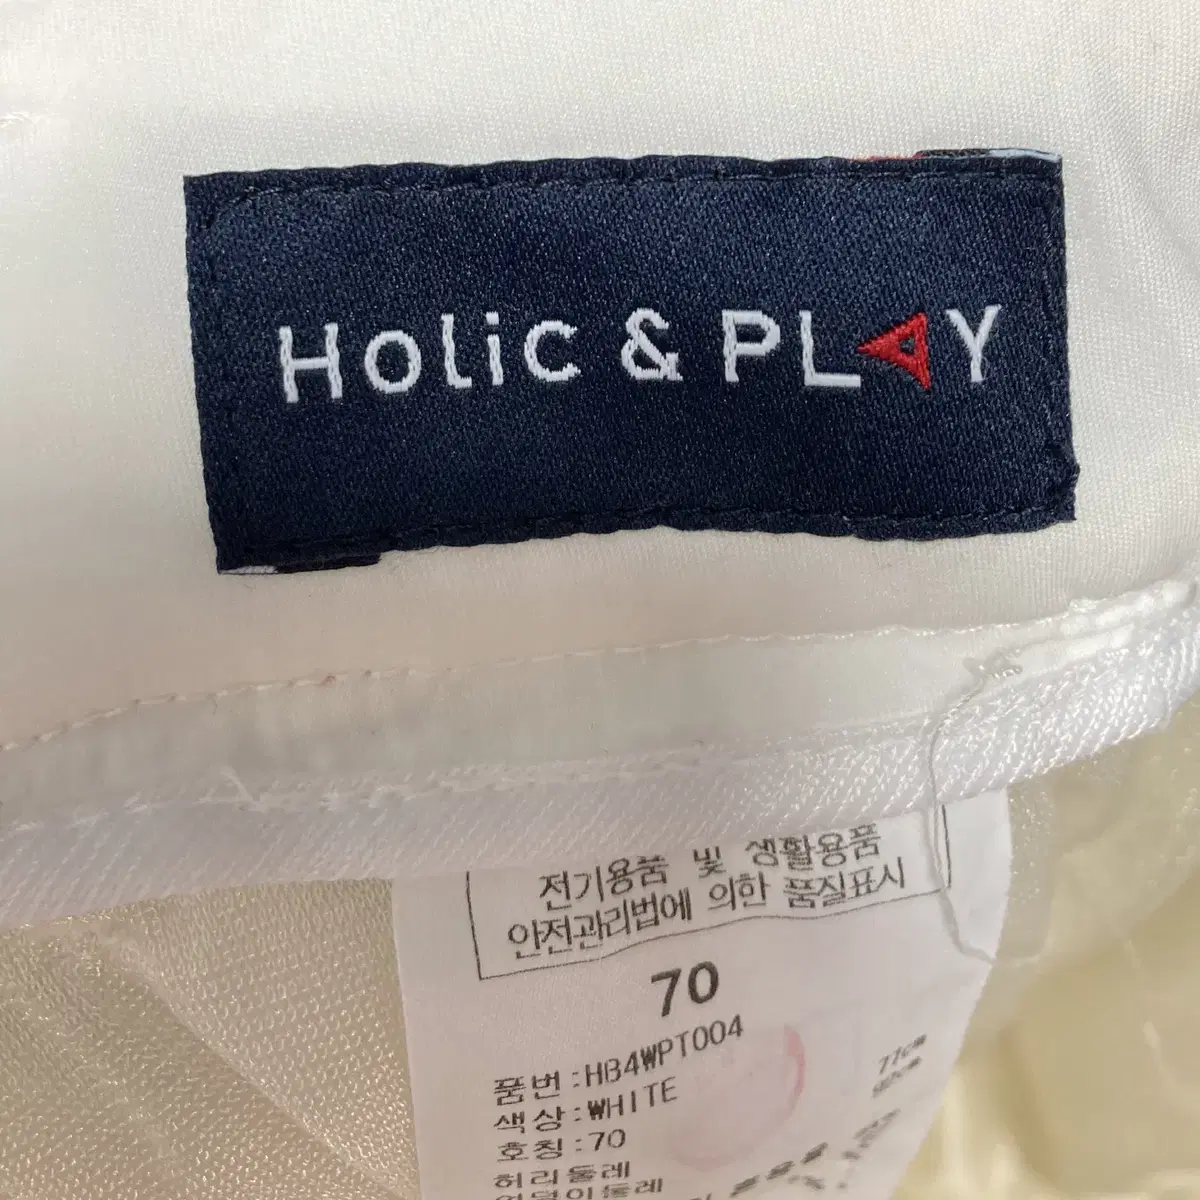 Holic & PLAY
전기용품 및 생활용품
안전관리법에 의한 품질표시
70
품번:HB4WPT004
색상:WHITE
호칭:70
허리둘레
77cm